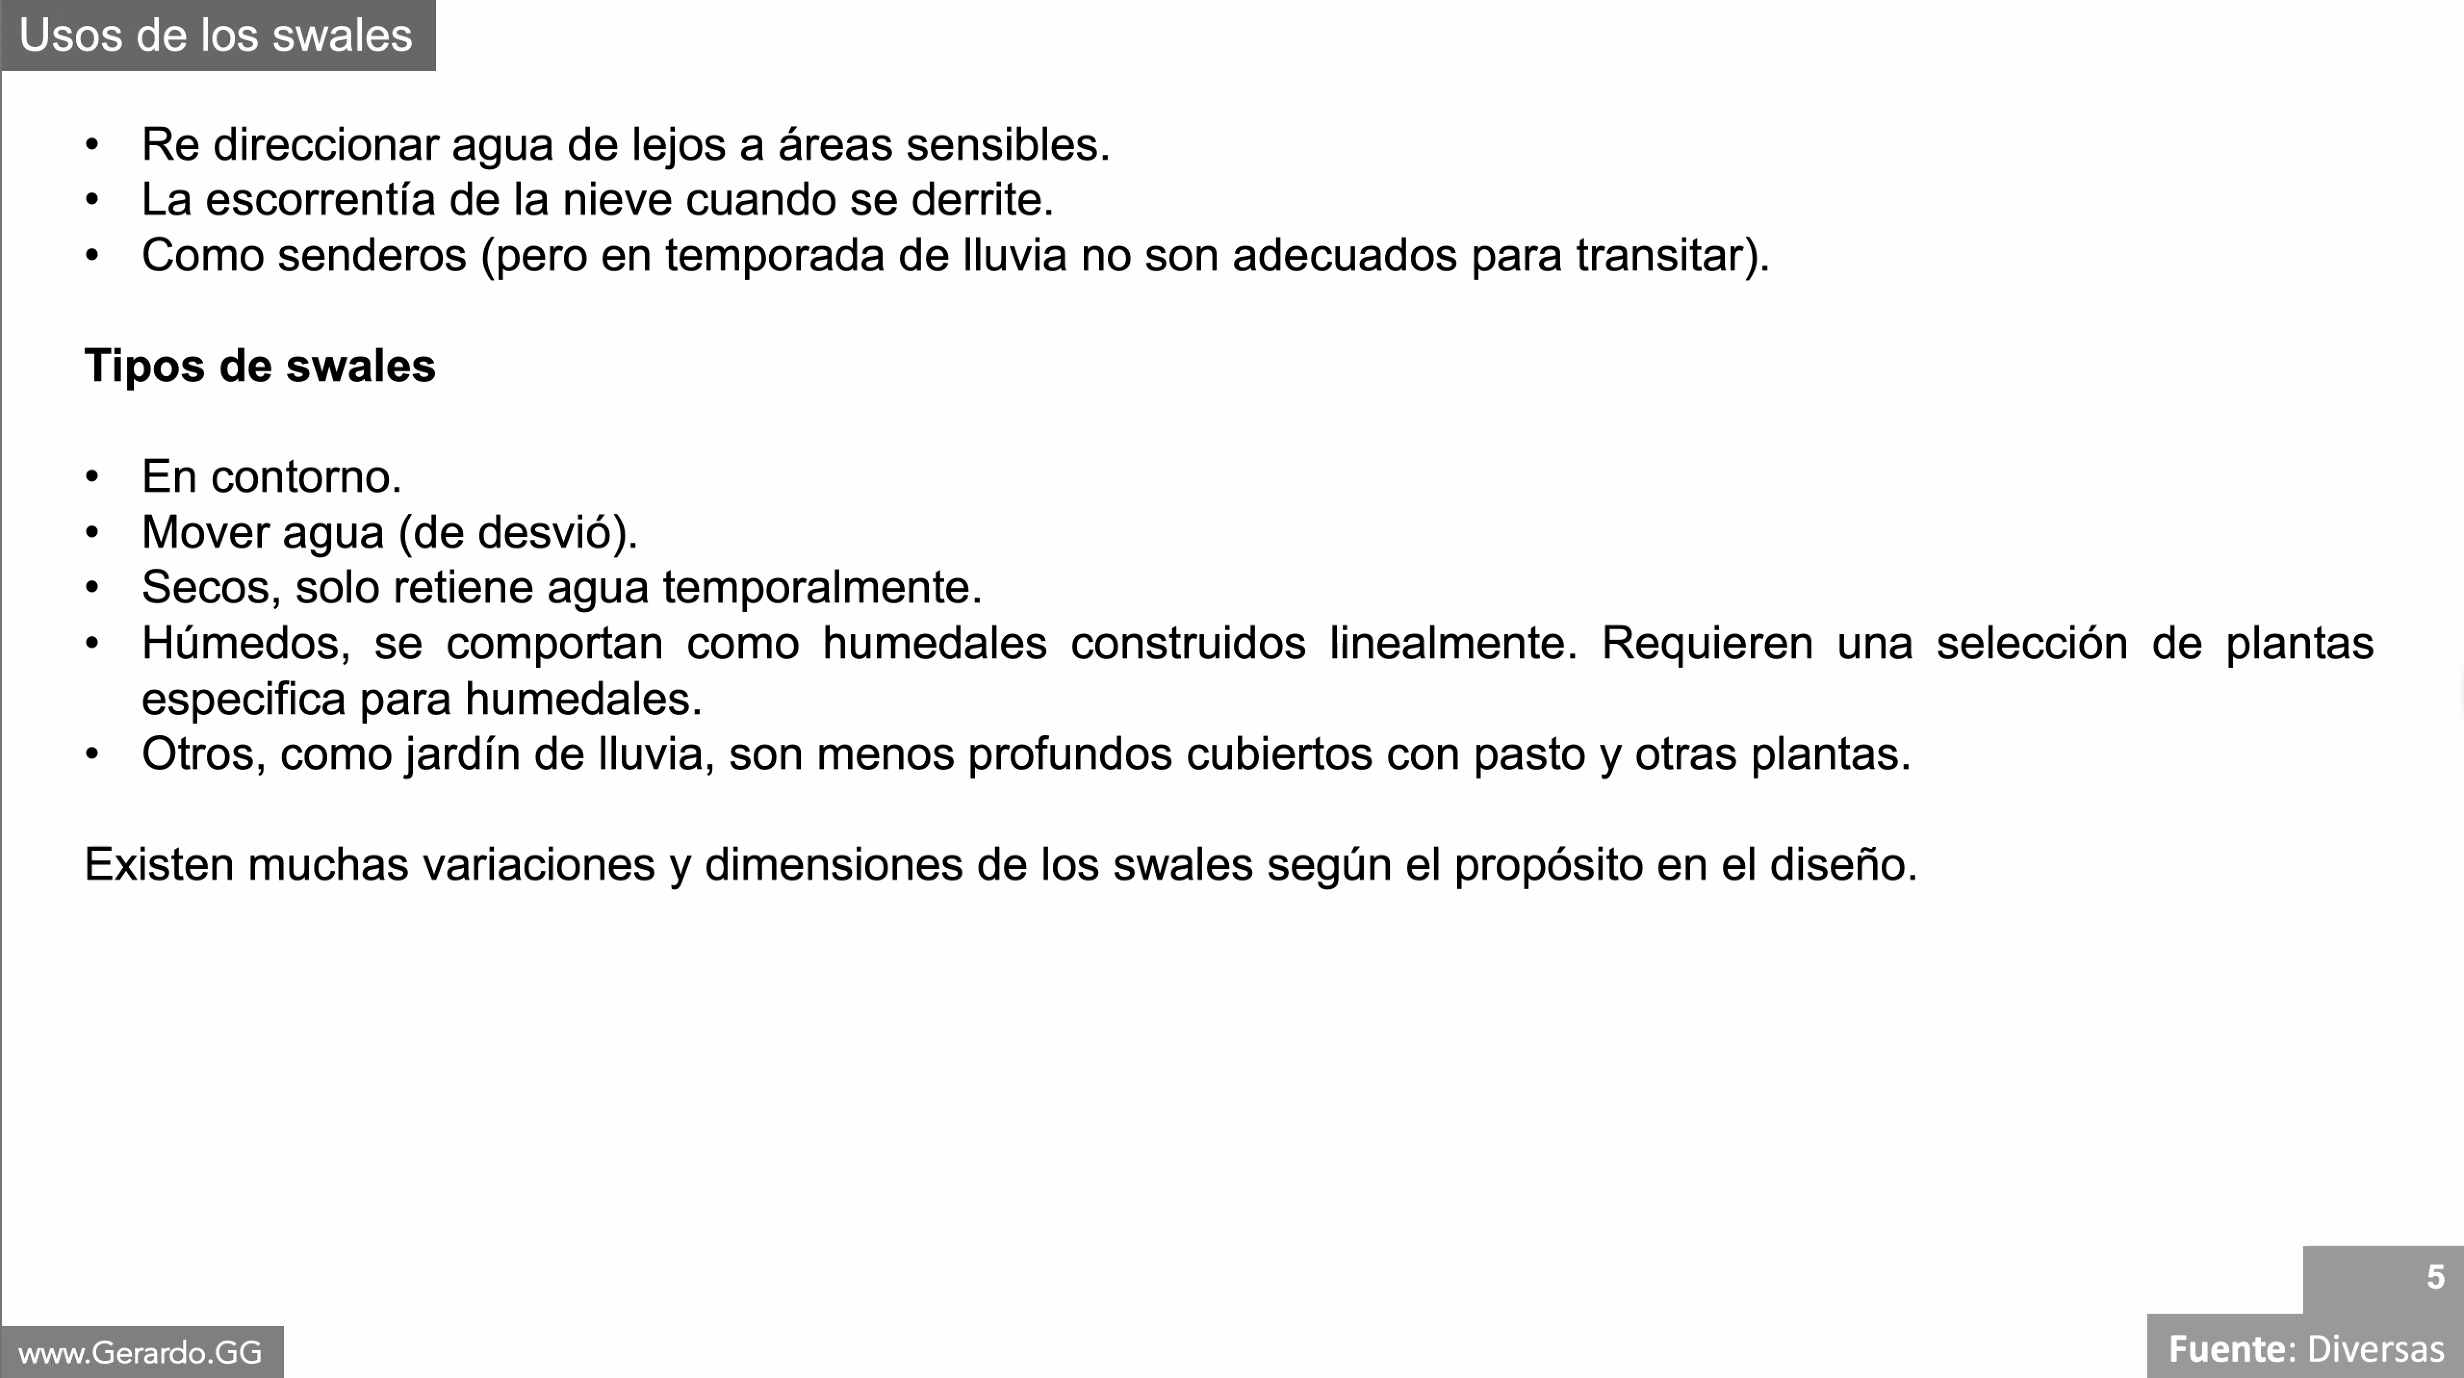 Usos de los swales
• Re direccionar agua de lejos a áreas sensibles.
• La escorrentía de la nieve cuando se derrite.
• Como senderos (pero en temporada de lluvia no son adecuados para transitar).
Tipos de swales
• En contorno.
• Mover agua (de desvió).
• Secos, solo retiene agua temporalmente.
• Húmedos, se comportan como humedales construidos linealmente. Requieren una selección de plantas
especifica para humedales.
• Otros, como jardín de lluvia, son menos profundos cubiertos con pasto y otras plantas.
Existen muchas variaciones y dimensiones de los swales según el propósito en el diseño.
5
www.Gerardo.GG
Fuente: Diversas